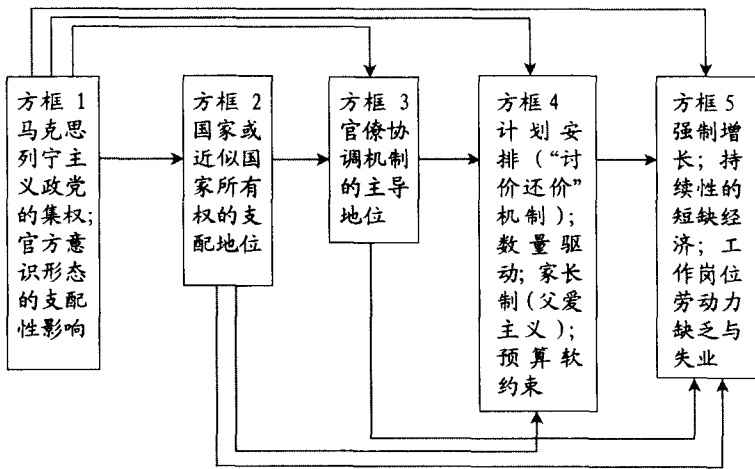 方框 1
马克思
列宁主
义政党
的集权;
官方意
识形态
的支配
性影响
方框 2
国家或
近似国
家所有
权的支
配地位
方框 3
官僚协
调机制
的主导
地位
方框 4
计划安
排（“讨
价还价”
机制）;
数量驱
动; 家长
制(父爱
主义);
预算软
约束
方框 5
强制增
长; 持
续性的
短缺经
济; 工
作岗位
劳动力
缺乏与
失业